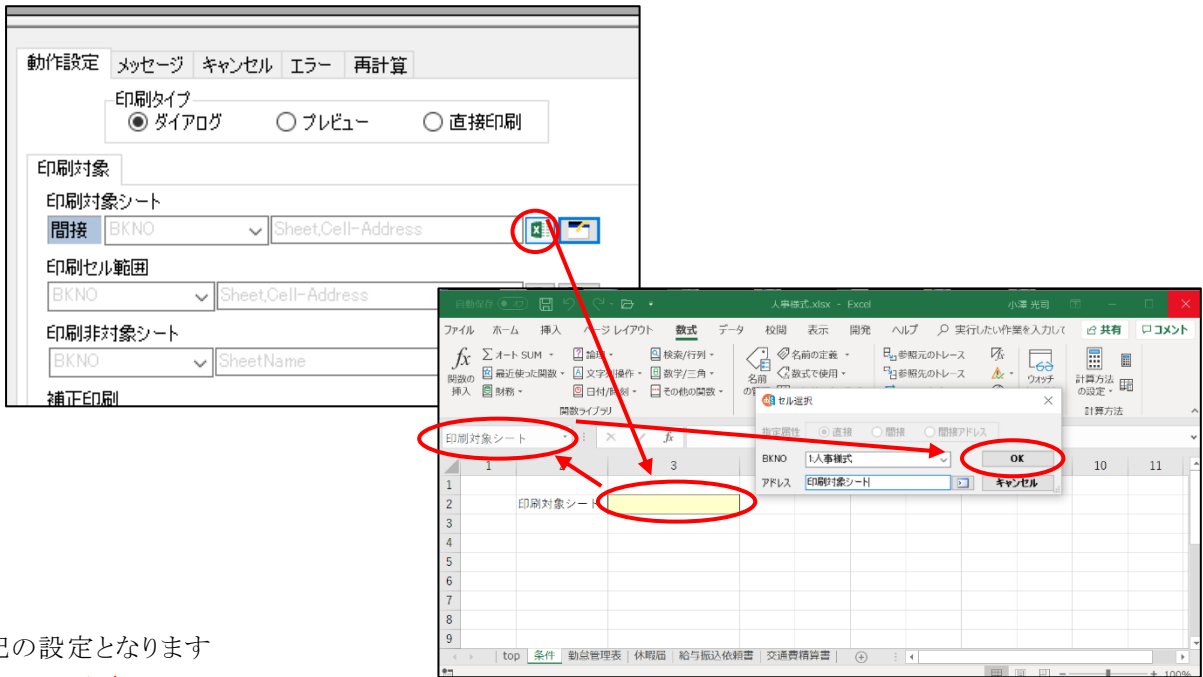 動作設定 メッセージ キャンセル エラー 再計算
印刷タイプ
ダイアログ プレビュー 直接印刷
印刷対象
印刷対象シート
間接 BKNO Sheet,Cell-Address
印刷セル範囲
BKNO Sheet,Cell-Address
印刷非対象シート
BKNO SheetName
補正印刷
自動保存 人事様式.xlsx - Excel 小澤 光司
ファイル ホーム 挿入 ページ レイアウト 数式 データ 校閲 表示 開発 ヘルプ 実行したい作業を入力して 共有 コメント
fx 関数の挿入
Σ オート SUM 論理 検索/行列
最近使った関数 文字列操作 数学/三角
財務 日付/時刻 その他の関数
関数ライブラリ
名前 名前の定義
数式で使用
参照元のトレース
参照先のトレース
ウォッチ
計算方法の設定
計算方法
セル選択
指定属性 直接 間接 間接アドレス
BKNO 1:人事様式 OK
アドレス 印刷対象シート キャンセル
印刷対象シート fx
1 3 10 11
1
2 印刷対象シート
3
4
5
6
7
8
9
top 条件 勤怠管理表 休暇届 給与振込依頼書 交通費精算書
100%
の設定となります